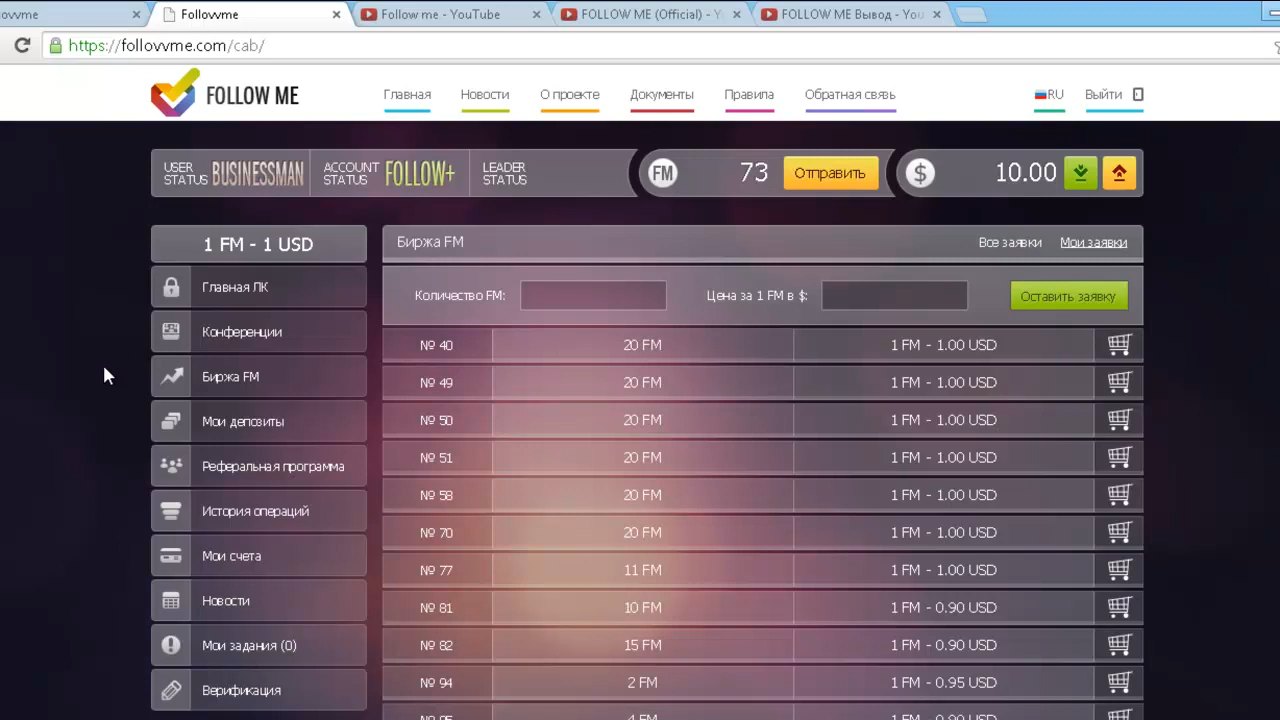 ovvme
Follovvme
Follow me - YouTube
FOLLOW ME (Official) - Y
FOLLOW ME Вывод - You
https://follovvme.com/cab/
FOLLOW ME
Главная
Новости
О проекте
Документы
Правила
Обратная связь
RU
Выйти
USER STATUS BUSINESSMAN
ACCOUNT STATUS FOLLOW+
LEADER STATUS
FM 73
Отправить
$ 10.00
1 FM - 1 USD
Главная ЛК
Конференции
Биржа FM
Мои депозиты
Реферальная программа
История операций
Мои счета
Новости
Мои задания (0)
Верификация
Биржа FM
Все заявки
Мои заявки
Количество FM:
Цена за 1 FM в $:
Оставить заявку
№ 40 20 FM 1 FM - 1.00 USD
№ 49 20 FM 1 FM - 1.00 USD
№ 50 20 FM 1 FM - 1.00 USD
№ 51 20 FM 1 FM - 1.00 USD
№ 58 20 FM 1 FM - 1.00 USD
№ 70 20 FM 1 FM - 1.00 USD
№ 77 11 FM 1 FM - 1.00 USD
№ 81 10 FM 1 FM - 0.90 USD
№ 82 15 FM 1 FM - 0.90 USD
№ 94 2 FM 1 FM - 0.95 USD